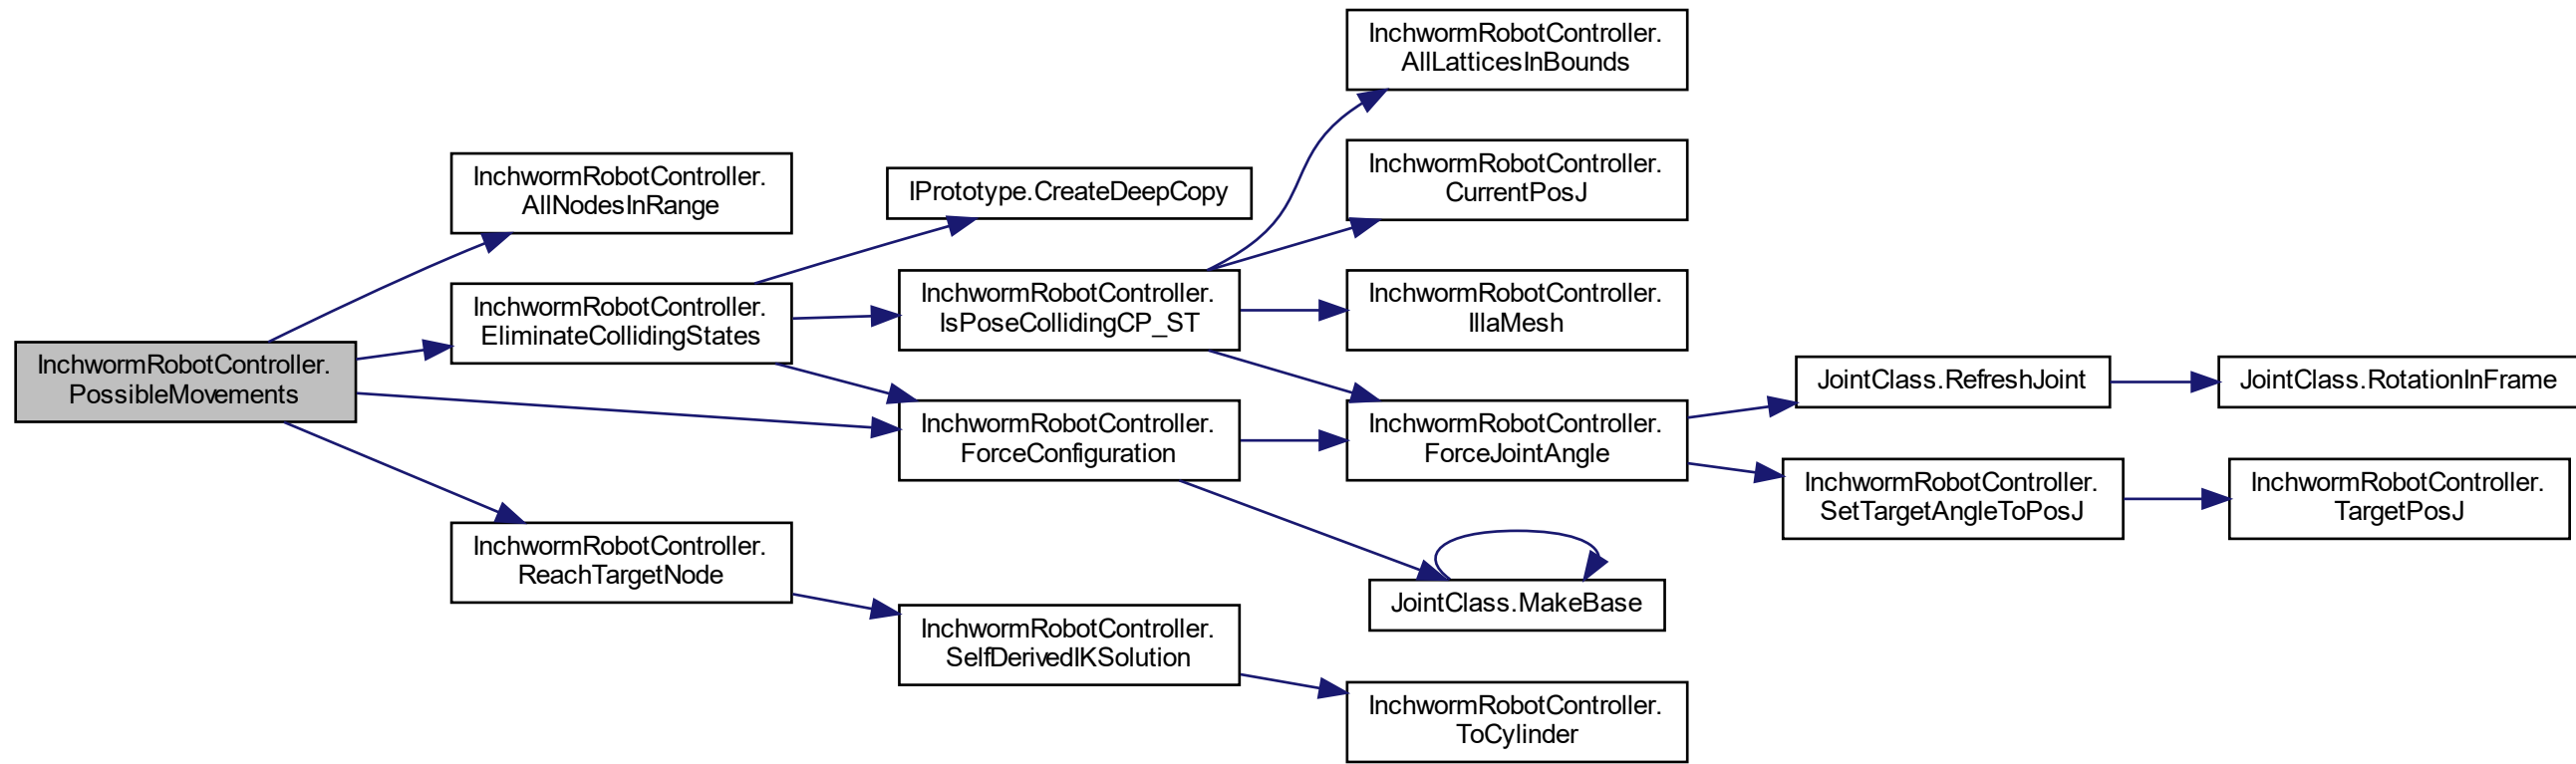 InchwormRobotController.
PossibleMovements
InchwormRobotController.
AllNodesInRange
InchwormRobotController.
EliminateCollidingStates
InchwormRobotController.
ReachTargetNode
IPrototype.CreateDeepCopy
InchwormRobotController.
IsPoseCollidingCP_ST
InchwormRobotController.
ForceConfiguration
InchwormRobotController.
SelfDerivedIKSolution
InchwormRobotController.
AllLatticesInBounds
InchwormRobotController.
CurrentPosJ
InchwormRobotController.
IllaMesh
InchwormRobotController.
ForceJointAngle
JointClass.MakeBase
InchwormRobotController.
ToCylinder
JointClass.RefreshJoint
InchwormRobotController.
SetTargetAngleToPosJ
JointClass.RotationInFrame
InchwormRobotController.
TargetPosJ